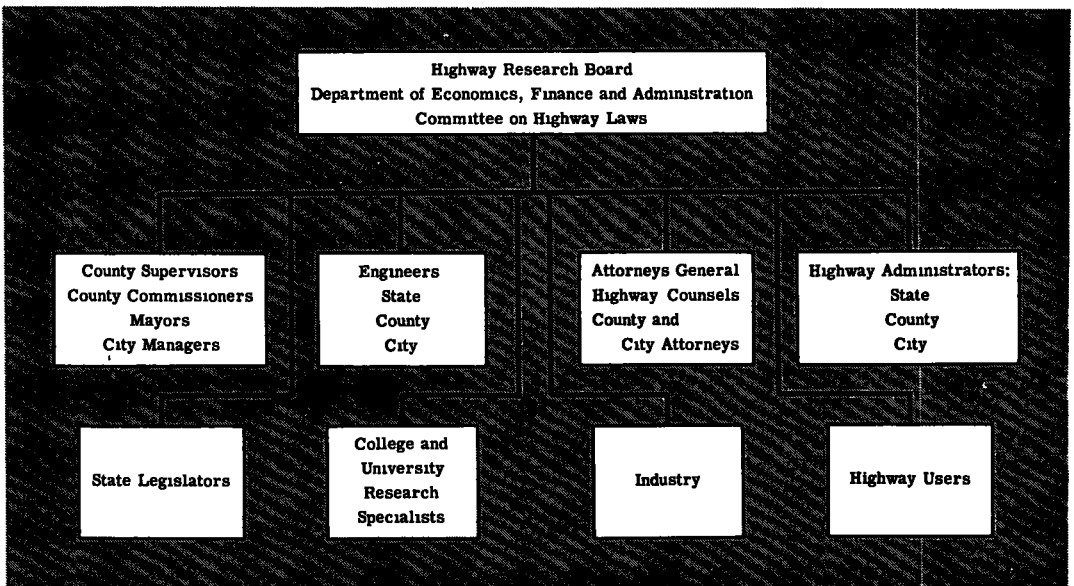 Highway Research Board
Department of Economics, Finance and Administration
Committee on Highway Laws
County Supervisors
County Commissioners
Mayors
City Managers
Engineers
State
County
City
Attorneys General
Highway Counsels
County and
City Attorneys
Highway Administrators:
State
County
City
State Legislators
College and
University
Research
Specialists
Industry
Highway Users